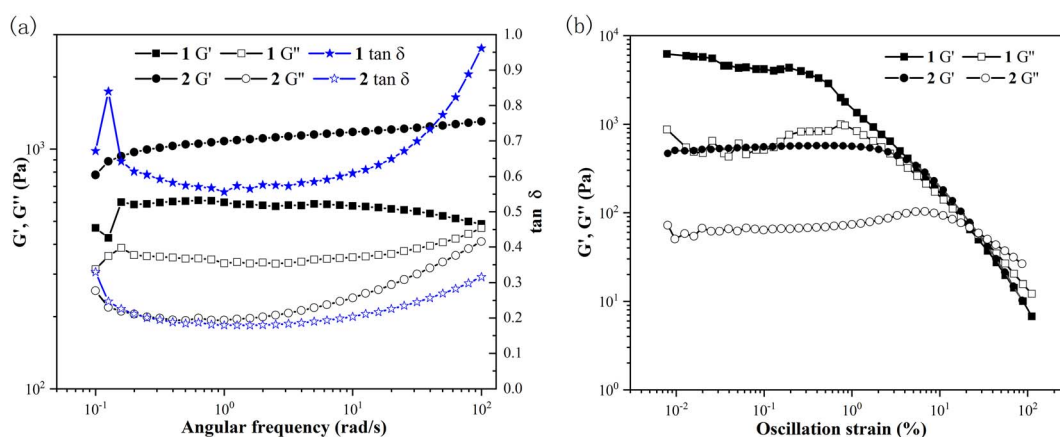 (a)
1 G' 1 G'' 1 tan δ
2 G' 2 G'' 2 tan δ
G', G'' (Pa)
10³
10²
tan δ
1.0
0.9
0.8
0.7
0.6
0.5
0.4
0.3
0.2
0.1
0.0
10⁻¹ 10⁰ 10¹ 10²
Angular frequency (rad/s)
(b)
1 G' 1 G''
2 G' 2 G''
G', G'' (Pa)
10⁴
10³
10²
10¹
10⁰
10⁻² 10⁻¹ 10⁰ 10¹ 10²
Oscillation strain (%)